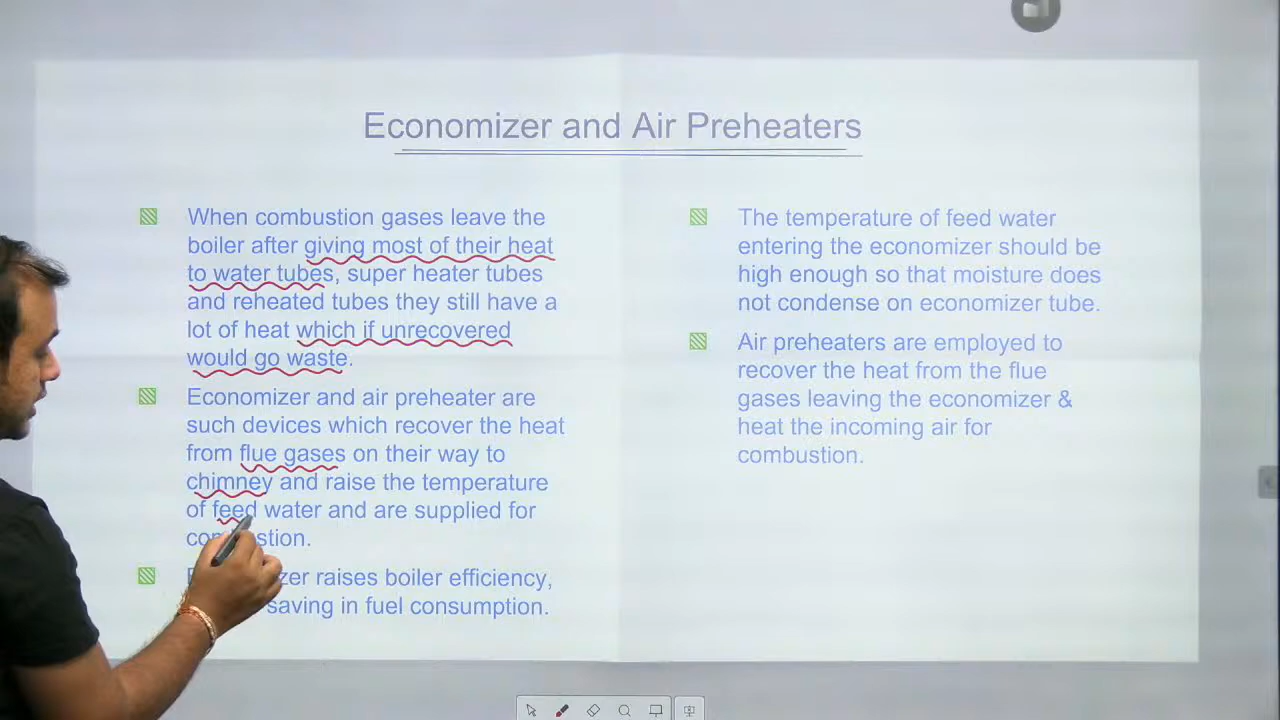 Economizer and Air Preheaters
When combustion gases leave the
boiler after giving most of their heat
to water tubes, super heater tubes
and reheated tubes they still have a
lot of heat which if unrecovered
would go waste.
Economizer and air preheater are
such devices which recover the heat
from flue gases on their way to
chimney and raise the temperature
of feed water and are supplied for
raises boiler efficiency,
saving in fuel consumption.
The temperature of feed water
entering the economizer should be
high enough so that moisture does
not condense on economizer tube.
Air preheaters are employed to
recover the heat from the flue
gases leaving the economizer &
heat the incoming air for
combustion.